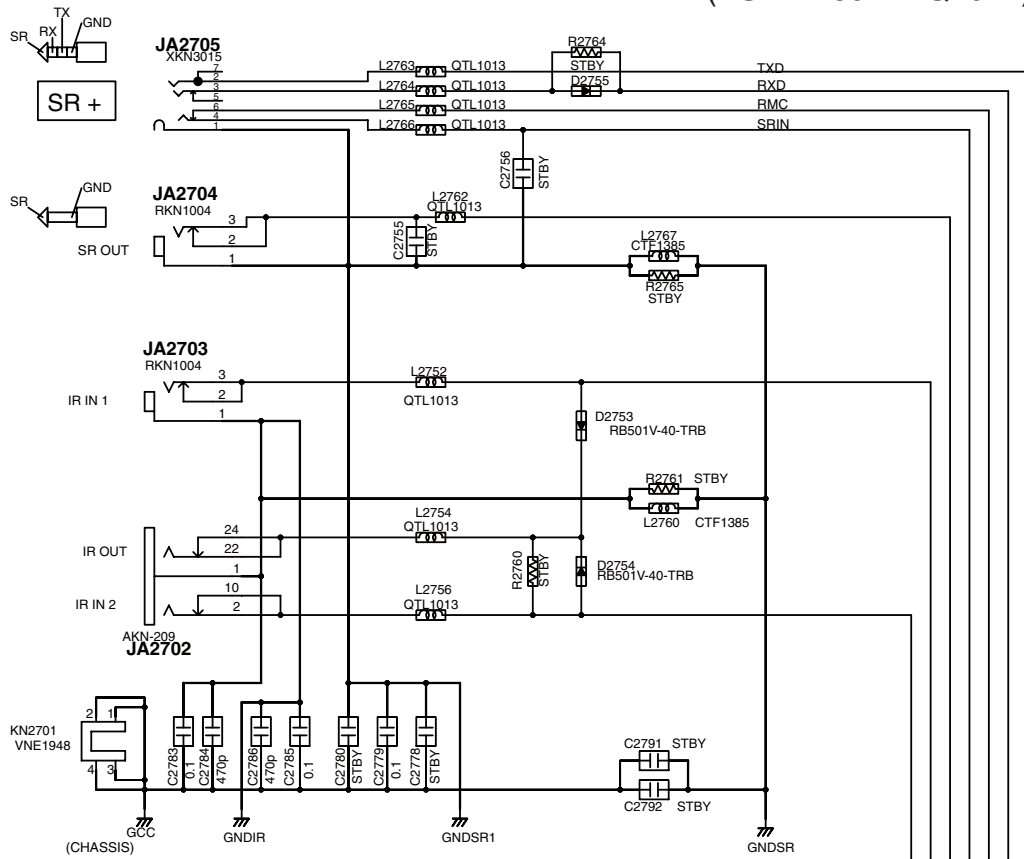 TX
RX
GND
SR
SR +
JA2705
XKN3015
7
2
3
5
6
4
1
L2763
QTL1013
L2764
QTL1013
L2765
QTL1013
L2766
QTL1013
R2764
STBY
D2755
TXD
RXD
RMC
SRIN
C2756
STBY
GND
SR
JA2704
RKN1004
3
2
1
SR OUT
L2762
QTL1013
C2755
STBY
L2767
CTF1385
R2765
STBY
JA2703
RKN1004
3
2
1
IR IN 1
L2752
QTL1013
D2753
RB501V-40-TRB
R2761 STBY
L2760 CTF1385
24
22
1
10
2
IR OUT
IR IN 2
AKN-209
JA2702
L2754
QTL1013
R2760
STBY
D2754
RB501V-40-TRB
L2756
QTL1013
KN2701
VNE1948
2 1
4 3
C2783
0.1
C2784
470p
C2786
470p
C2785
0.1
C2780
STBY
C2779
0.1
C2778
STBY
C2791 STBY
C2792 STBY
GCC
(CHASSIS)
GNDIR
GNDSR1
GNDSR